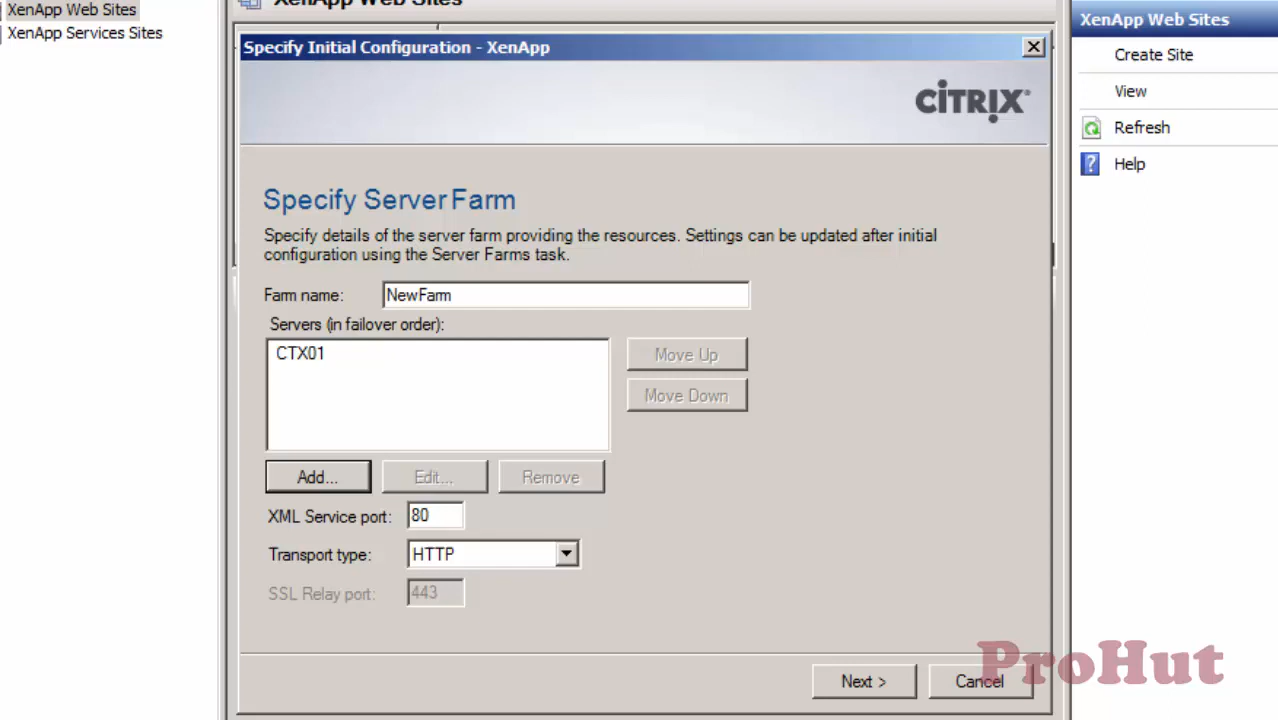 XenApp Web Sites
XenApp Services Sites
XenApp Web Sites
Specify Initial Configuration - XenApp
CITRIX®
Specify Server Farm
Specify details of the server farm providing the resources. Settings can be updated after initial
configuration using the Server Farms task.
Farm name: NewFarm
Servers (in failover order):
CTX01
Move Up
Move Down
Add... Edit... Remove
XML Service port: 80
Transport type: HTTP
SSL Relay port: 443
Next > Cancel
XenApp Web Sites
Create Site
View
Refresh
? Help
ProHut